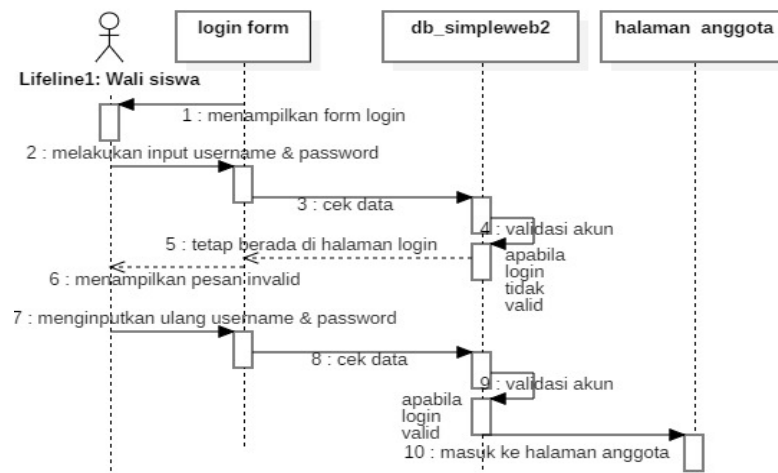 login form
db_simpleweb2
halaman anggota
Lifeline1: Wali siswa
1 : menampilkan form login
2 : melakukan input username & password
3 : cek data
4 : validasi akun
5 : tetap berada di halaman login
apabila
login
tidak
valid
6 : menampilkan pesan invalid
7 : menginputkan ulang username & password
8 : cek data
9 : validasi akun
apabila
login
valid
10 : masuk ke halaman anggota